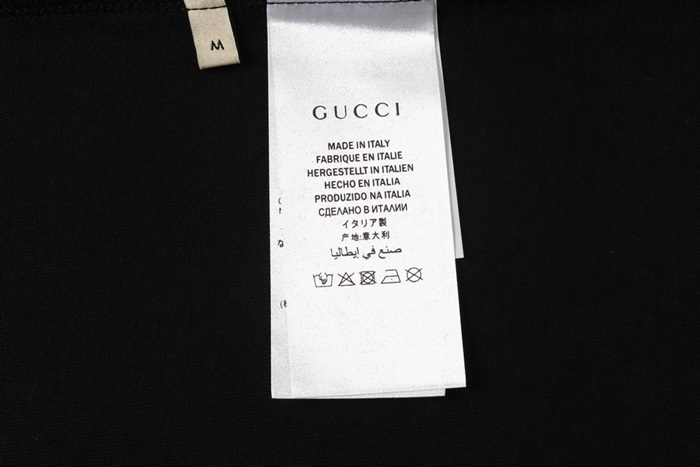 M
GUCCI
MADE IN ITALY
FABRIQUE EN ITALIE
HERGESTELLT IN ITALIEN
HECHO EN ITALIA
PRODUZIDO NA ITALIA
СДЕЛАНО В ИТАЛИИ
イタリア製
产地:意大利
صنع في إيطاليا